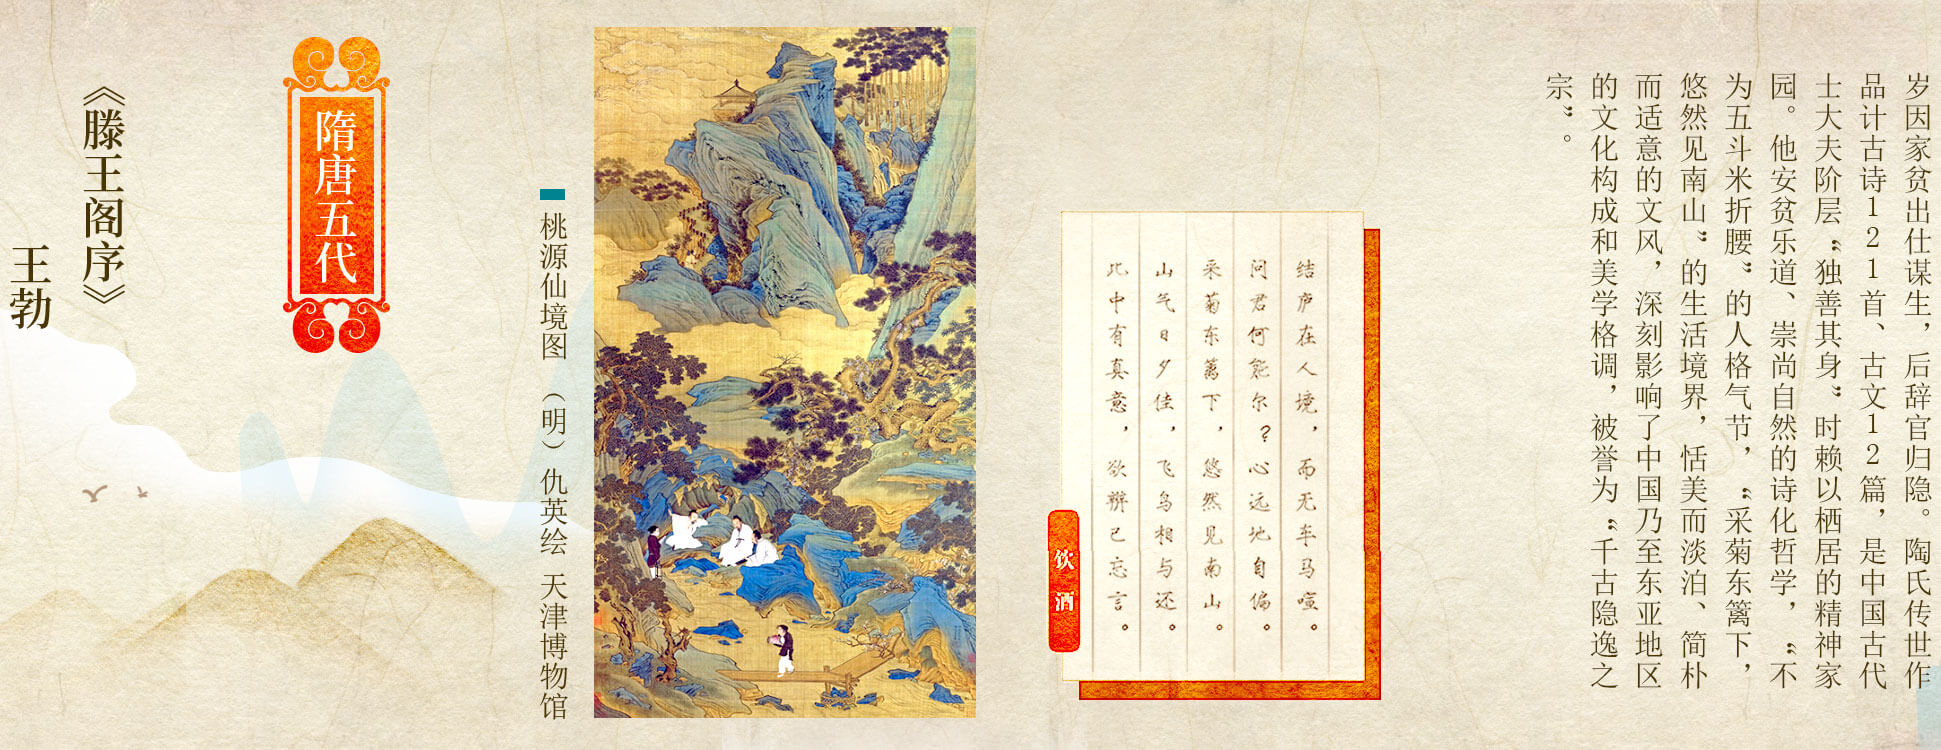 岁因家贫出仕谋生，后辞官归隐。陶氏传世作
品计古诗121首、古文12篇，是中国古代
士大夫阶层“独善其身”时赖以栖居的精神家
园。他安贫乐道、崇尚自然的诗化哲学，“不
为五斗米折腰”的人格气节，“采菊东篱下，
悠然见南山”的生活境界，恬美而淡泊、简朴
而适意的文风，深刻影响了中国乃至东亚地区
的文化构成和美学格调，被誉为“千古隐逸之
宗”。
结庐在人境，而无车马喧。
问君何能尔？心远地自偏。
采菊东篱下，悠然见南山。
山气日夕佳，飞鸟相与还。
此中有真意，欲辨已忘言。
饮酒
桃源仙境图（明）仇英绘 天津博物馆
隋唐五代
《滕王阁序》
王勃